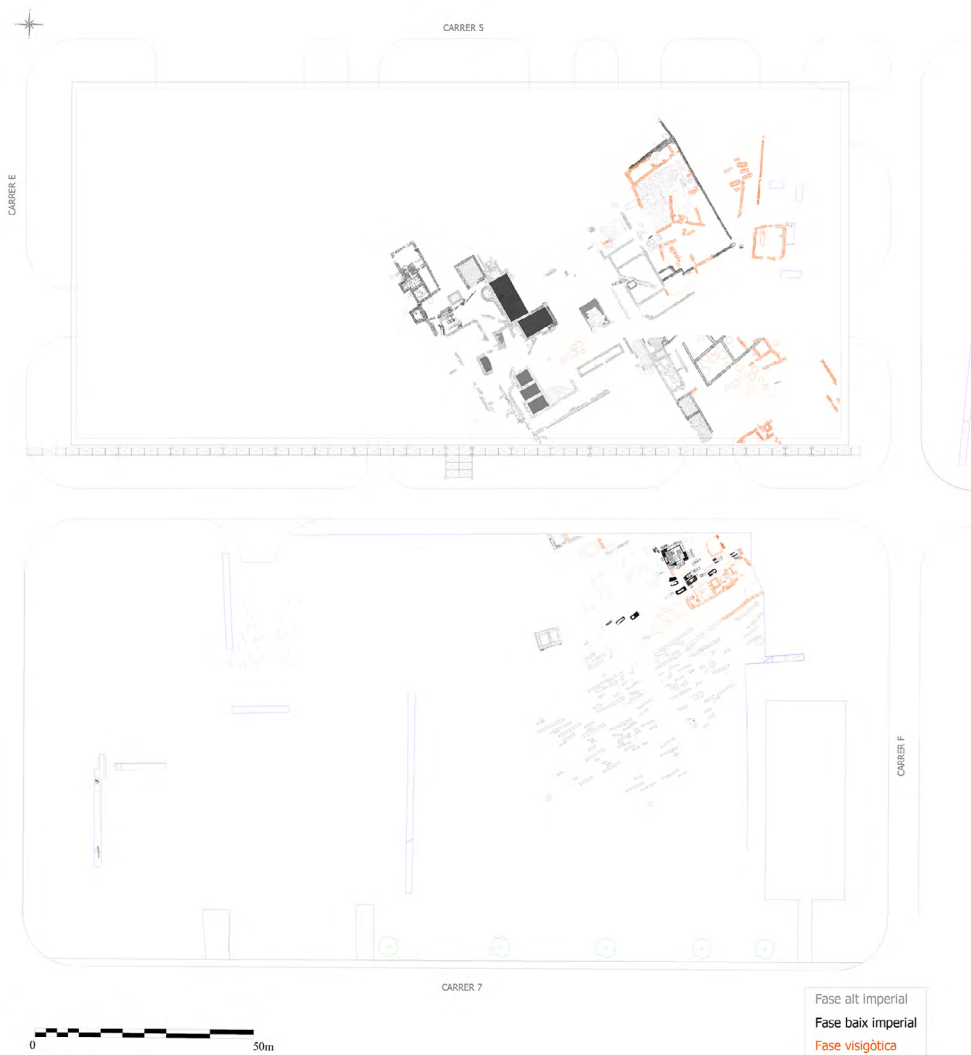 CARRER 5
CARRER E
CARRER F
CARRER 7
Fase alt imperial
Fase baix imperial
Fase visigòtica
0 50m